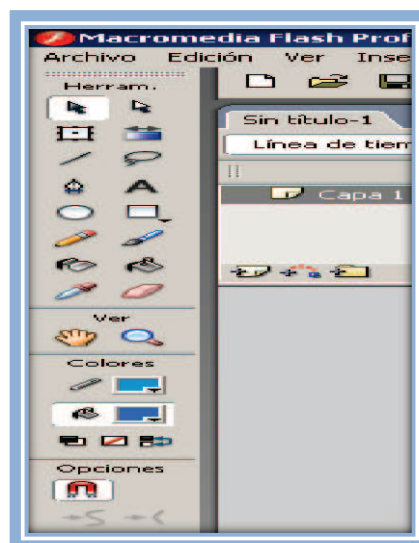 Macromedia Flash Prof
Archivo Edición Ver Inse
Herram.
Sin título-1
Línea de tiem
Capa 1
Ver
Colores
Opciones